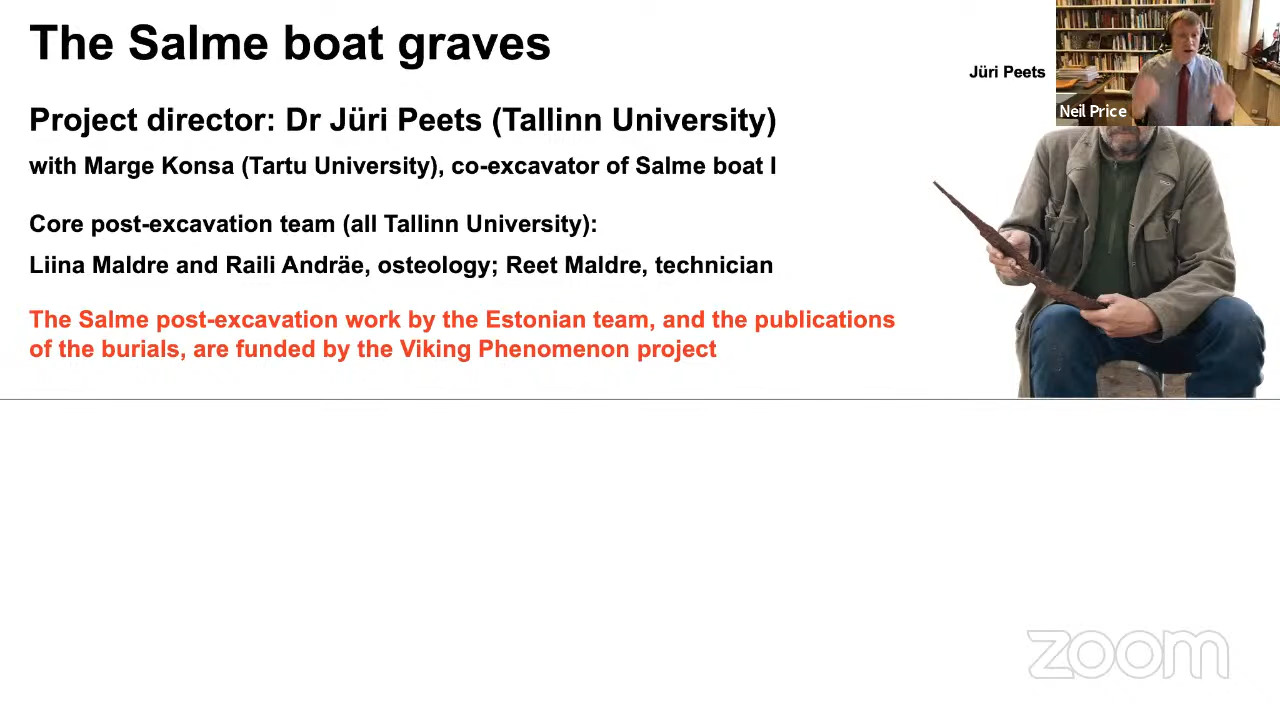 The Salme boat graves
Jüri Peets
Neil Price
Project director: Dr Jüri Peets (Tallinn University)
with Marge Konsa (Tartu University), co-excavator of Salme boat I
Core post-excavation team (all Tallinn University):
Liina Maldre and Raili Andräe, osteology; Reet Maldre, technician
The Salme post-excavation work by the Estonian team, and the publications
of the burials, are funded by the Viking Phenomenon project
zoom